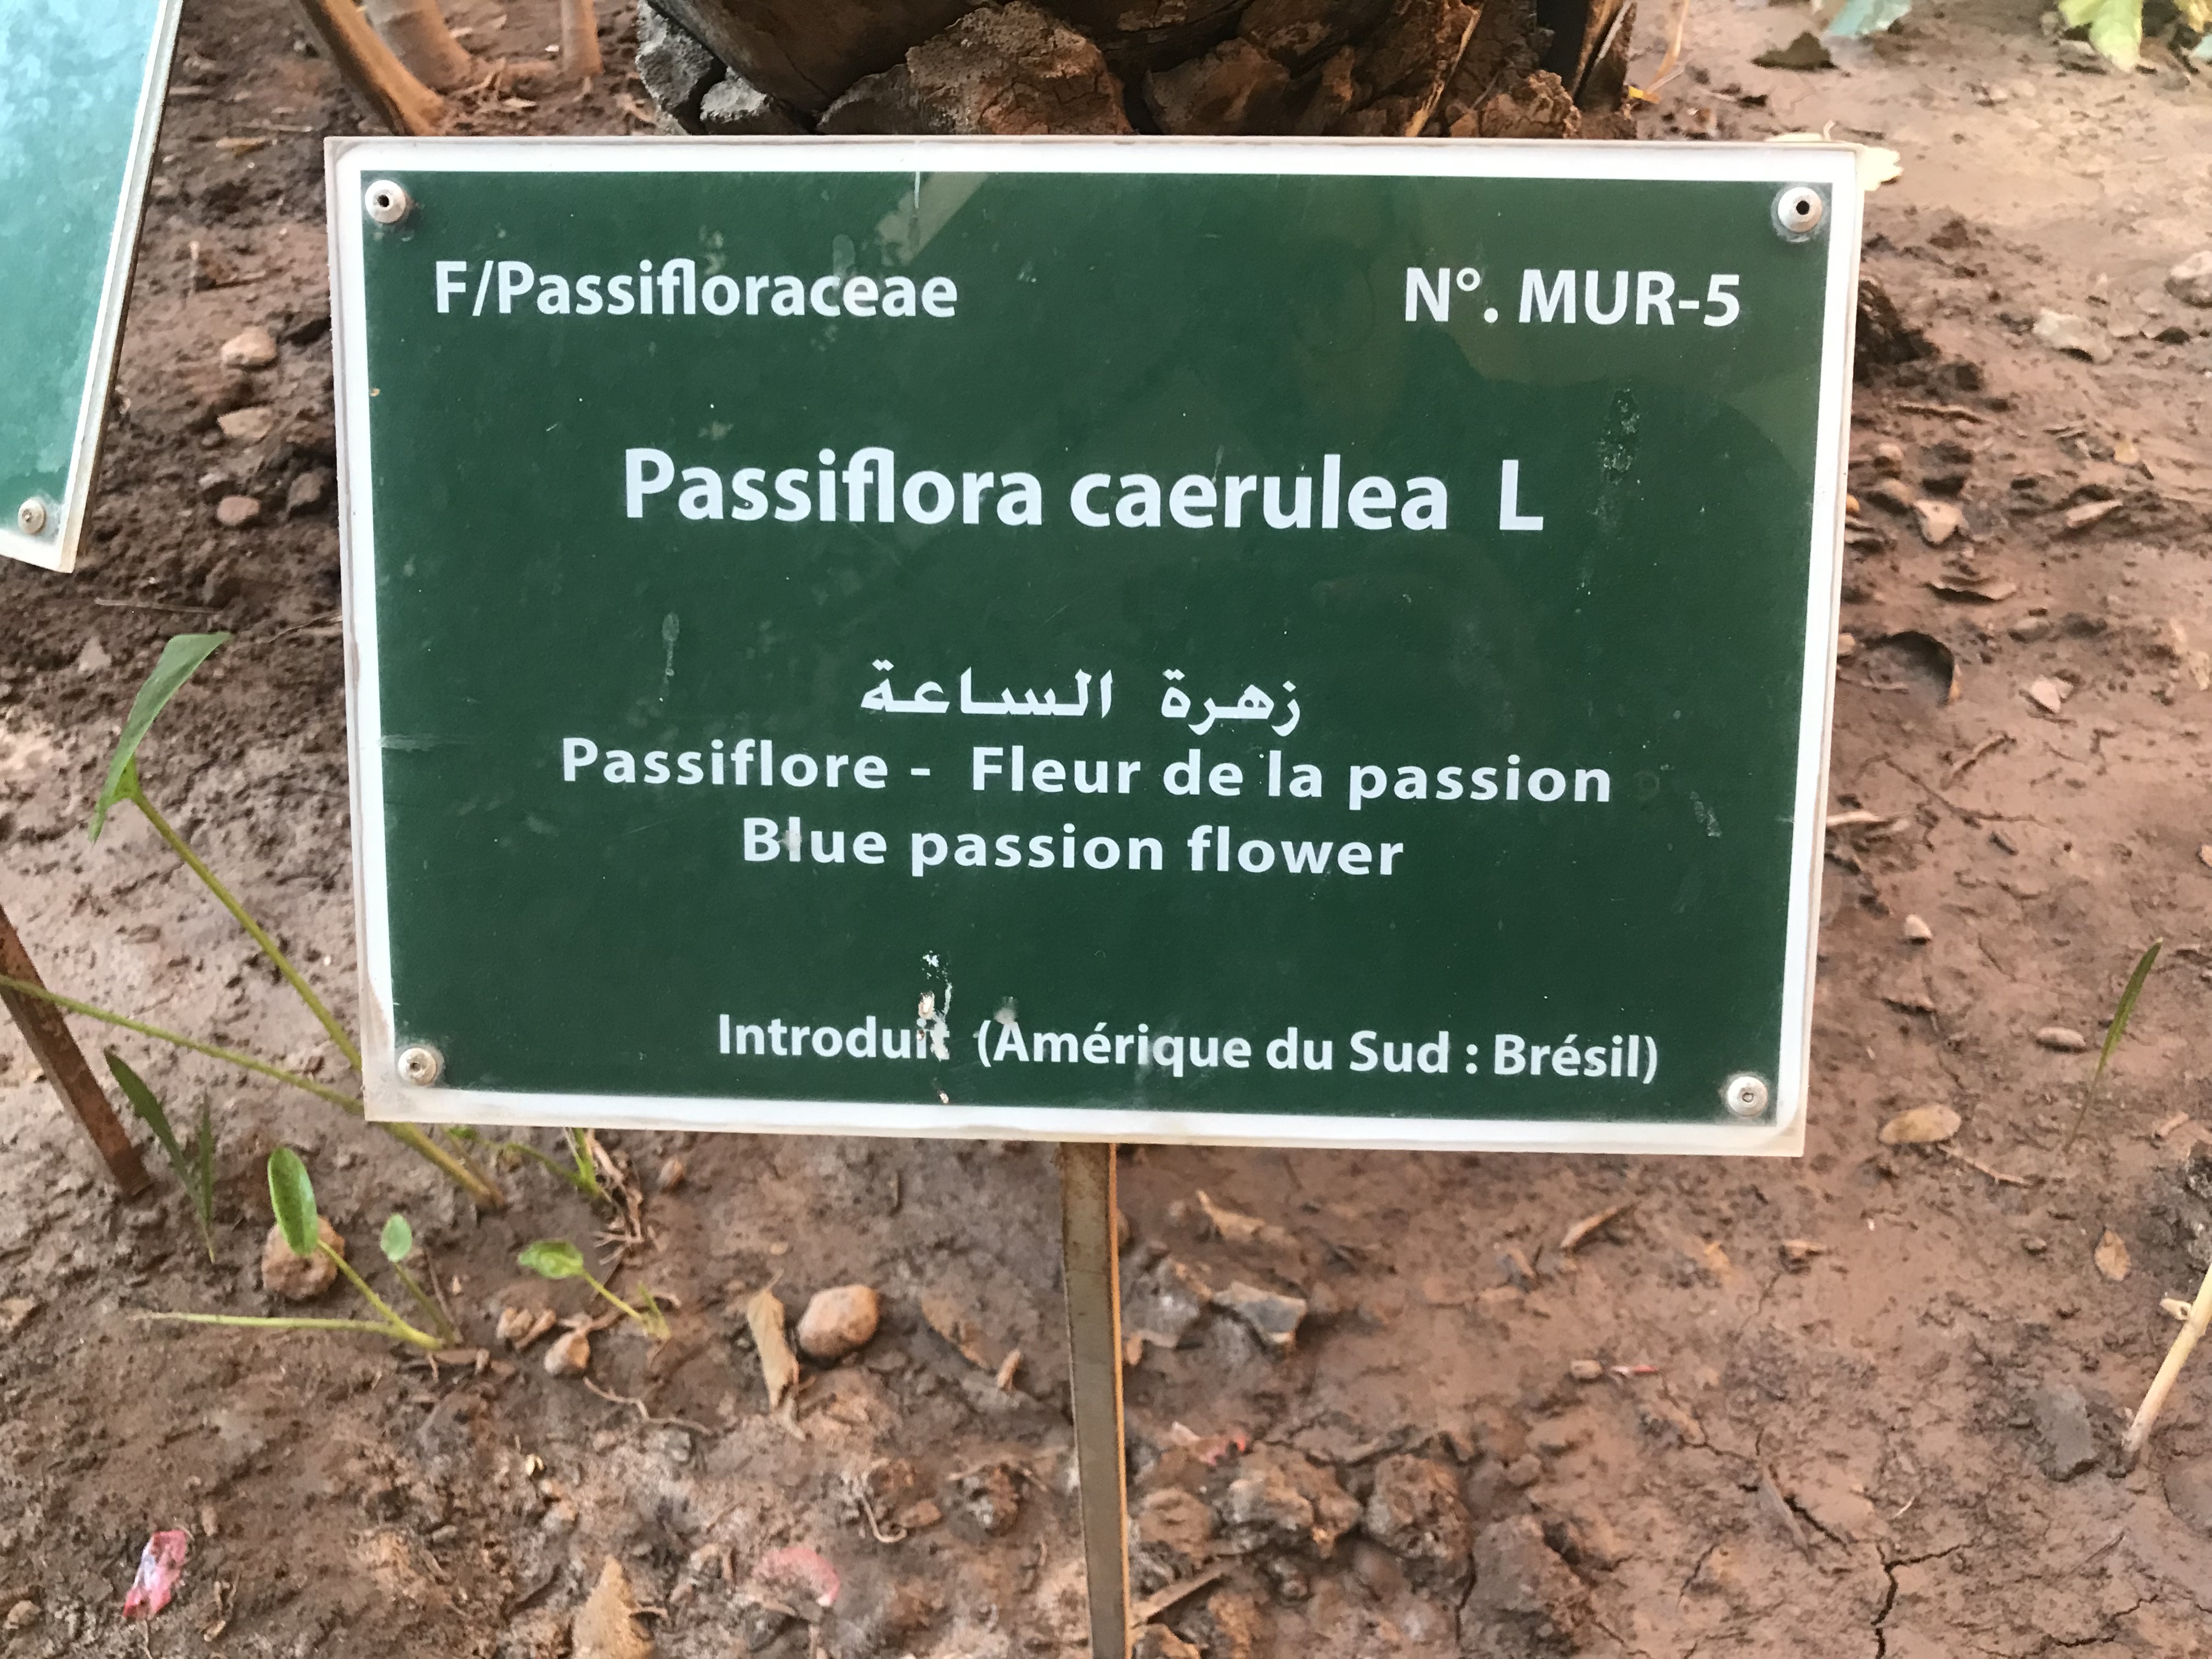 F/Passifloraceae N°. MUR-5
Passiflora caerulea L
زهرة الساعة
Passiflore - Fleur de la passion
Blue passion flower
Introduit (Amérique du Sud : Brésil)